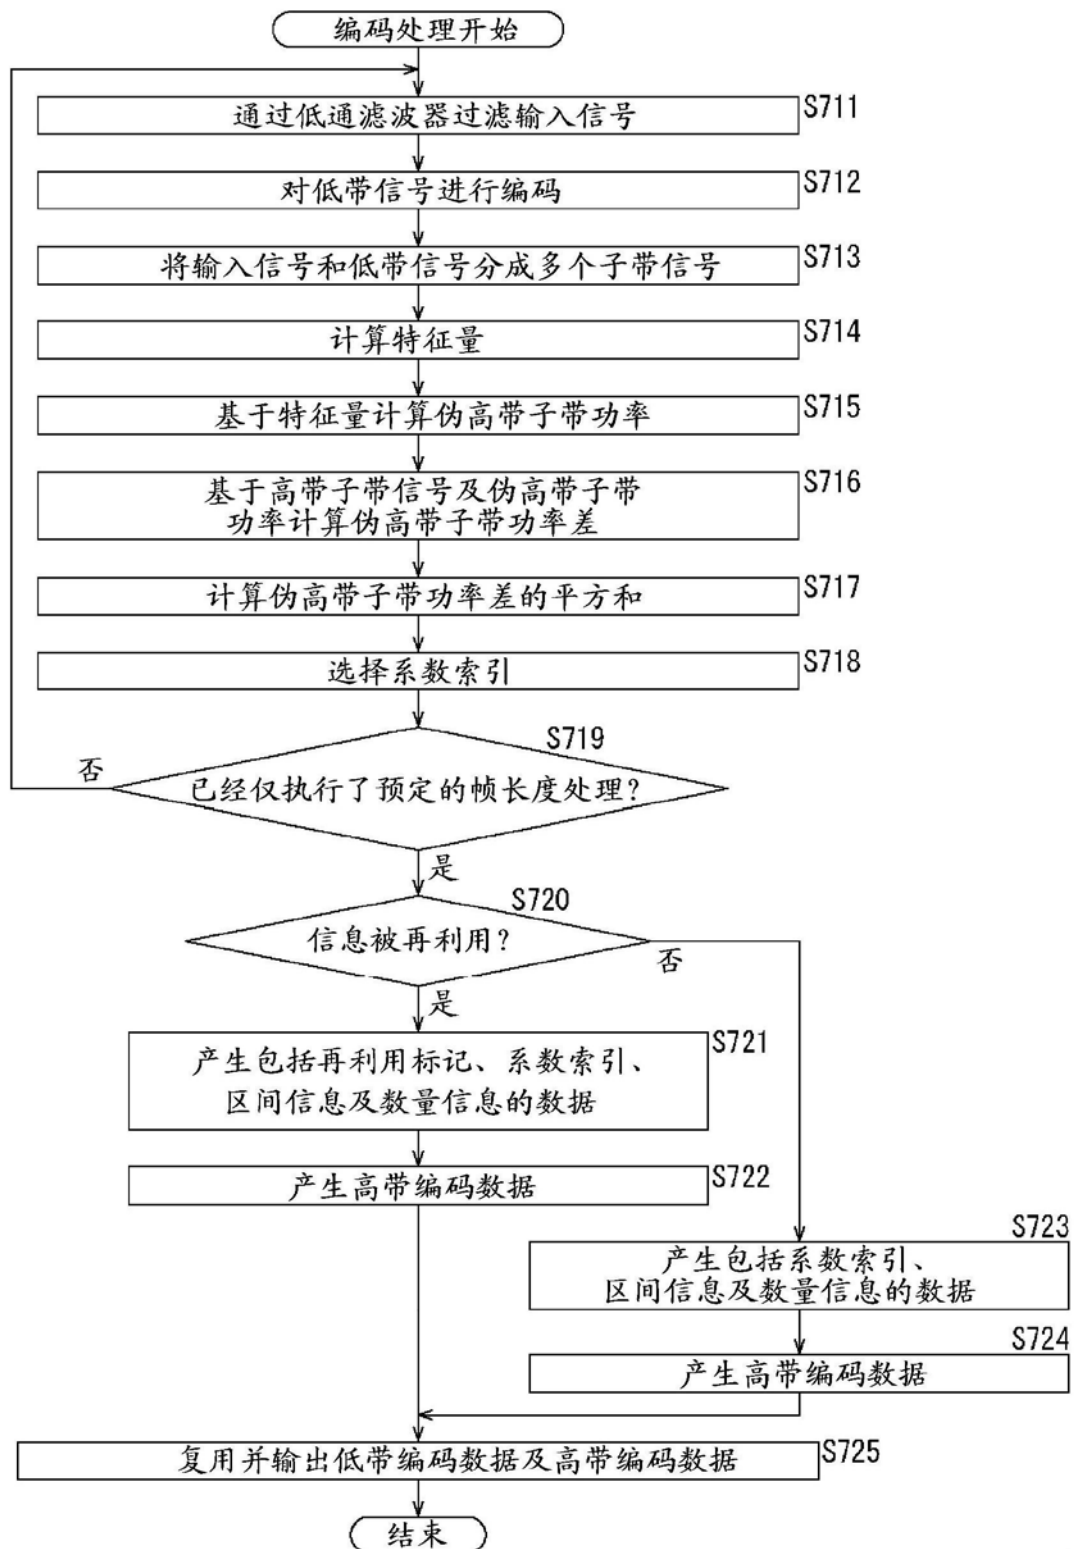 编码处理开始
通过低通滤波器过滤输入信号
S711
对低带信号进行编码
S712
将输入信号和低带信号分成多个子带信号
S713
计算特征量
S714
基于特征量计算伪高带子带功率
S715
基于高带子带信号及伪高带子带
功率计算伪高带子带功率差
S716
计算伪高带子带功率差的平方和
S717
选择系数索引
S718
S719
否
已经仅执行了预定的帧长度处理?
是
S720
信息被再利用?
否
是
产生包括再利用标记、系数索引、
区间信息及数量信息的数据
S721
产生高带编码数据
S722
S723
产生包括系数索引、
区间信息及数量信息的数据
S724
产生高带编码数据
复用并输出低带编码数据及高带编码数据
S725
结束